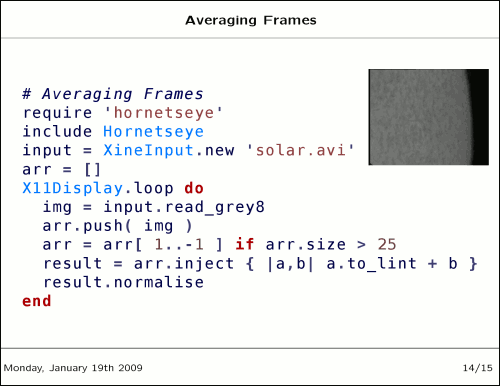 Averaging Frames
# Averaging Frames
require 'hornetseye'
include Hornetseye
input = XineInput.new 'solar.avi'
arr = []
X11Display.loop do
  img = input.read_grey8
  arr.push( img )
  arr = arr[ 1..-1 ] if arr.size > 25
  result = arr.inject { |a,b| a.to_lint + b }
  result.normalise
end
Monday, January 19th 2009
14/15